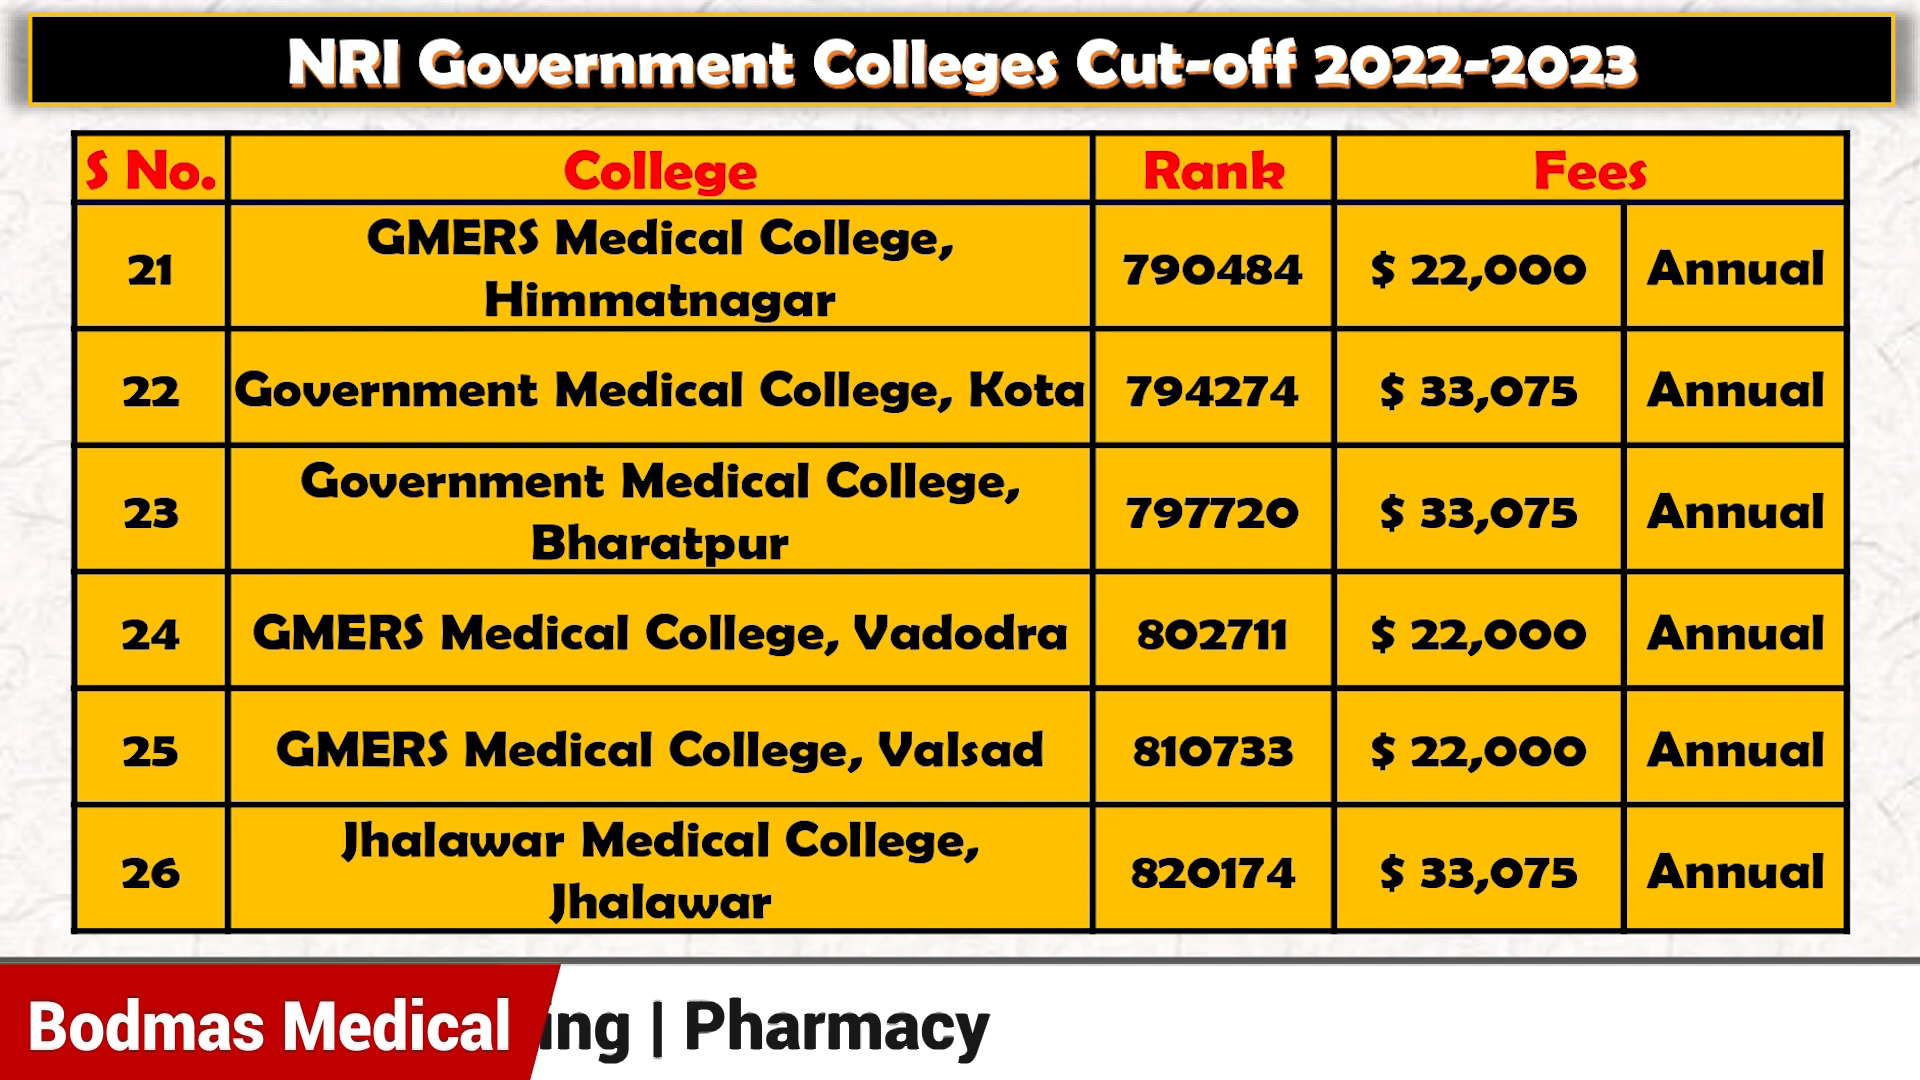 NRI Government Colleges Cut-off 2022-2023
S No. College Rank Fees
21 GMERS Medical College, Himmatnagar 790484 $ 22,000 Annual
22 Government Medical College, Kota 794274 $ 33,075 Annual
23 Government Medical College, Bharatpur 797720 $ 33,075 Annual
24 GMERS Medical College, Vadodra 802711 $ 22,000 Annual
25 GMERS Medical College, Valsad 810733 $ 22,000 Annual
26 Jhalawar Medical College, Jhalawar 820174 $ 33,075 Annual
Bodmas Medical ing | Pharmacy